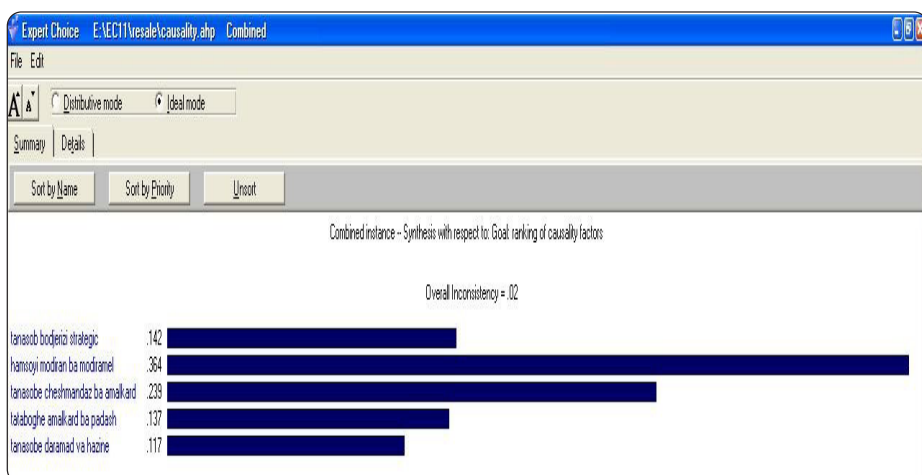 Expert Choice E:\EC11\resale\causality.ahp Combined
File Edit
A A Distributive mode Ideal mode
Summary Details
Sort by Name Sort by Priority Unsort
Combined instance -- Synthesis with respect to: Goal: ranking of causality factors
Overall Inconsistency = .02
tanasob bodjerizi strategic .142
hamsoyi modiran ba modiramel .364
tanasobe cheshmandaz ba amalkard .239
tataboghe amalkard ba padash .137
tanasobe daramad va hazine .117